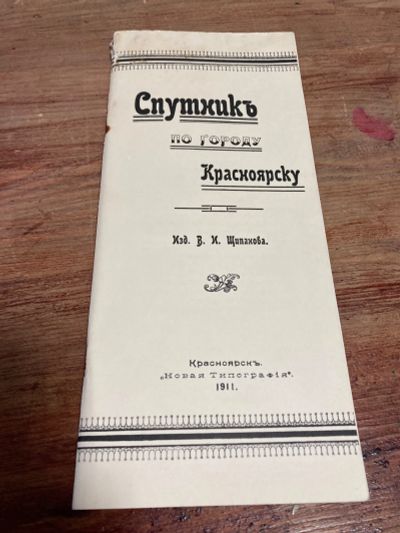 Спутникъ
по городу
Красноярску
Изд. В. И. Щипанова.
Красноярскъ.
„Новая Типографія".
1911.